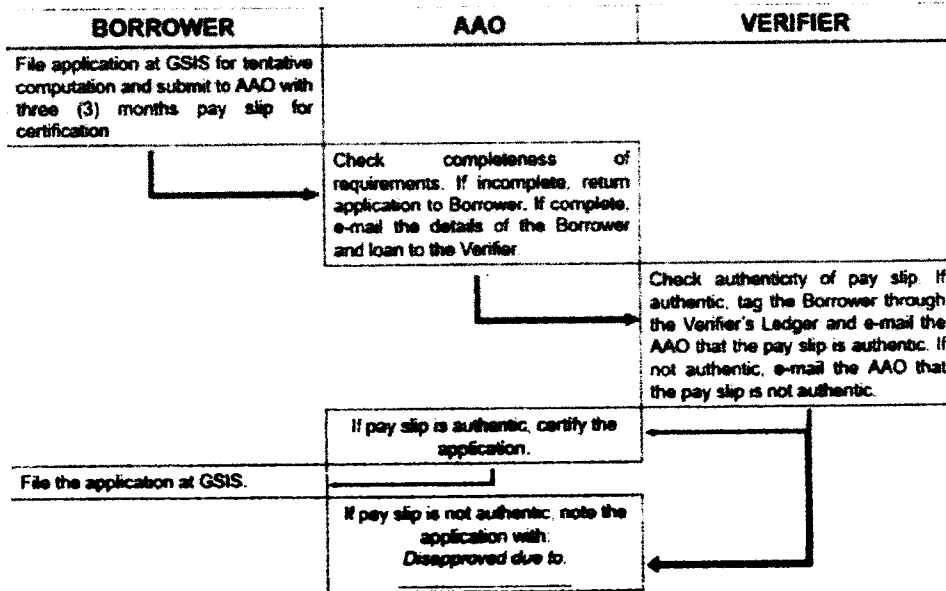 BORROWER
AAO
VERIFIER
File application at GSIS for tentative
computation and submit to AAO with
three (3) months pay slip for
certification
Check completeness of
requirements. If incomplete, return
application to Borrower. If complete,
e-mail the details of the Borrower
and loan to the Verifier.
Check authenticity of pay slip. If
authentic, tag the Borrower through
the Verifier's Ledger and e-mail the
AAO that the pay slip is authentic. If
not authentic, e-mail the AAO that
the pay slip is not authentic.
If pay slip is authentic, certify the
application.
File the application at GSIS.
If pay slip is not authentic, note the
application with:
Disapproved due to.